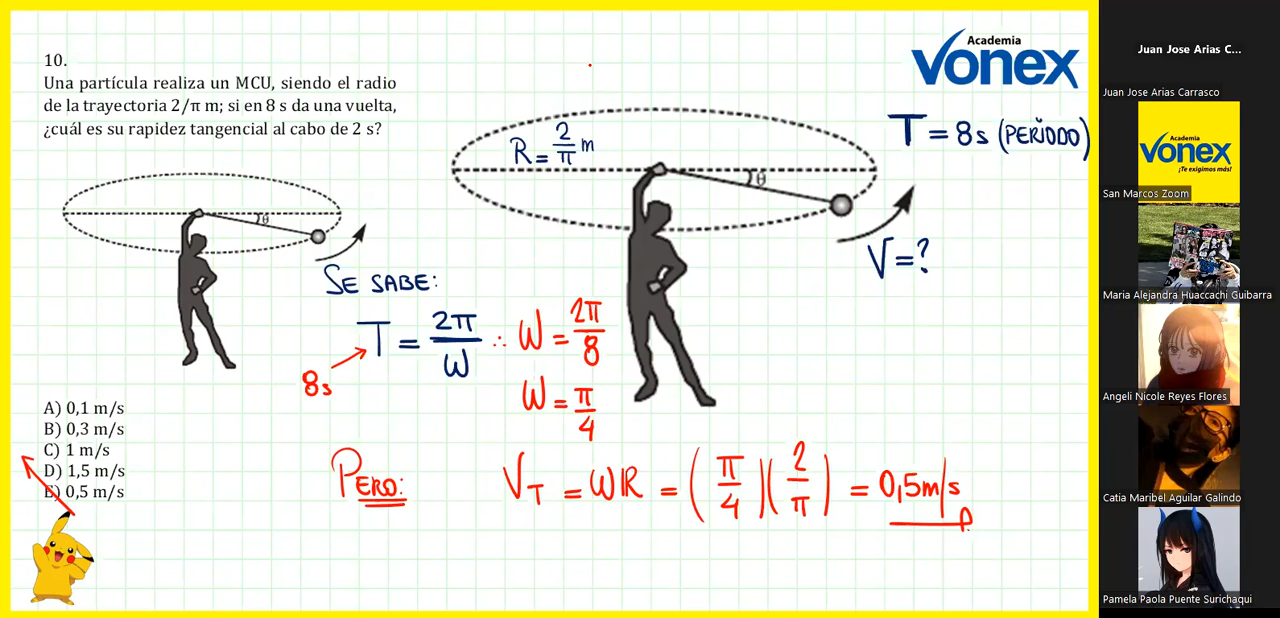 10.
Una partícula realiza un MCU, siendo el radio
de la trayectoria 2/π m; si en 8 s da una vuelta,
¿cuál es su rapidez tangencial al cabo de 2 s?
θ
A) 0,1 m/s
B) 0,3 m/s
C) 1 m/s
D) 1,5 m/s
E) 0,5 m/s
Academia
Vonex
R = 2/π m
θ
T = 8s (PERÍODO)
V = ?
SE SABE:
T = 2π/W ∴ W = 2π/8
8s
W = π/4
PERO: V_T = WR = (π/4)(2/π) = 0,5m/s
Juan Jose Arias C...
Juan Jose Arias Carrasco
Academia
Vonex
¡Te exigimos más!
San Marcos Zoom
Maria Alejandra Huaccachi Guibarra
Angeli Nicole Reyes Flores
Catia Maribel Aguilar Galindo
Pamela Paola Puente Surichaqui